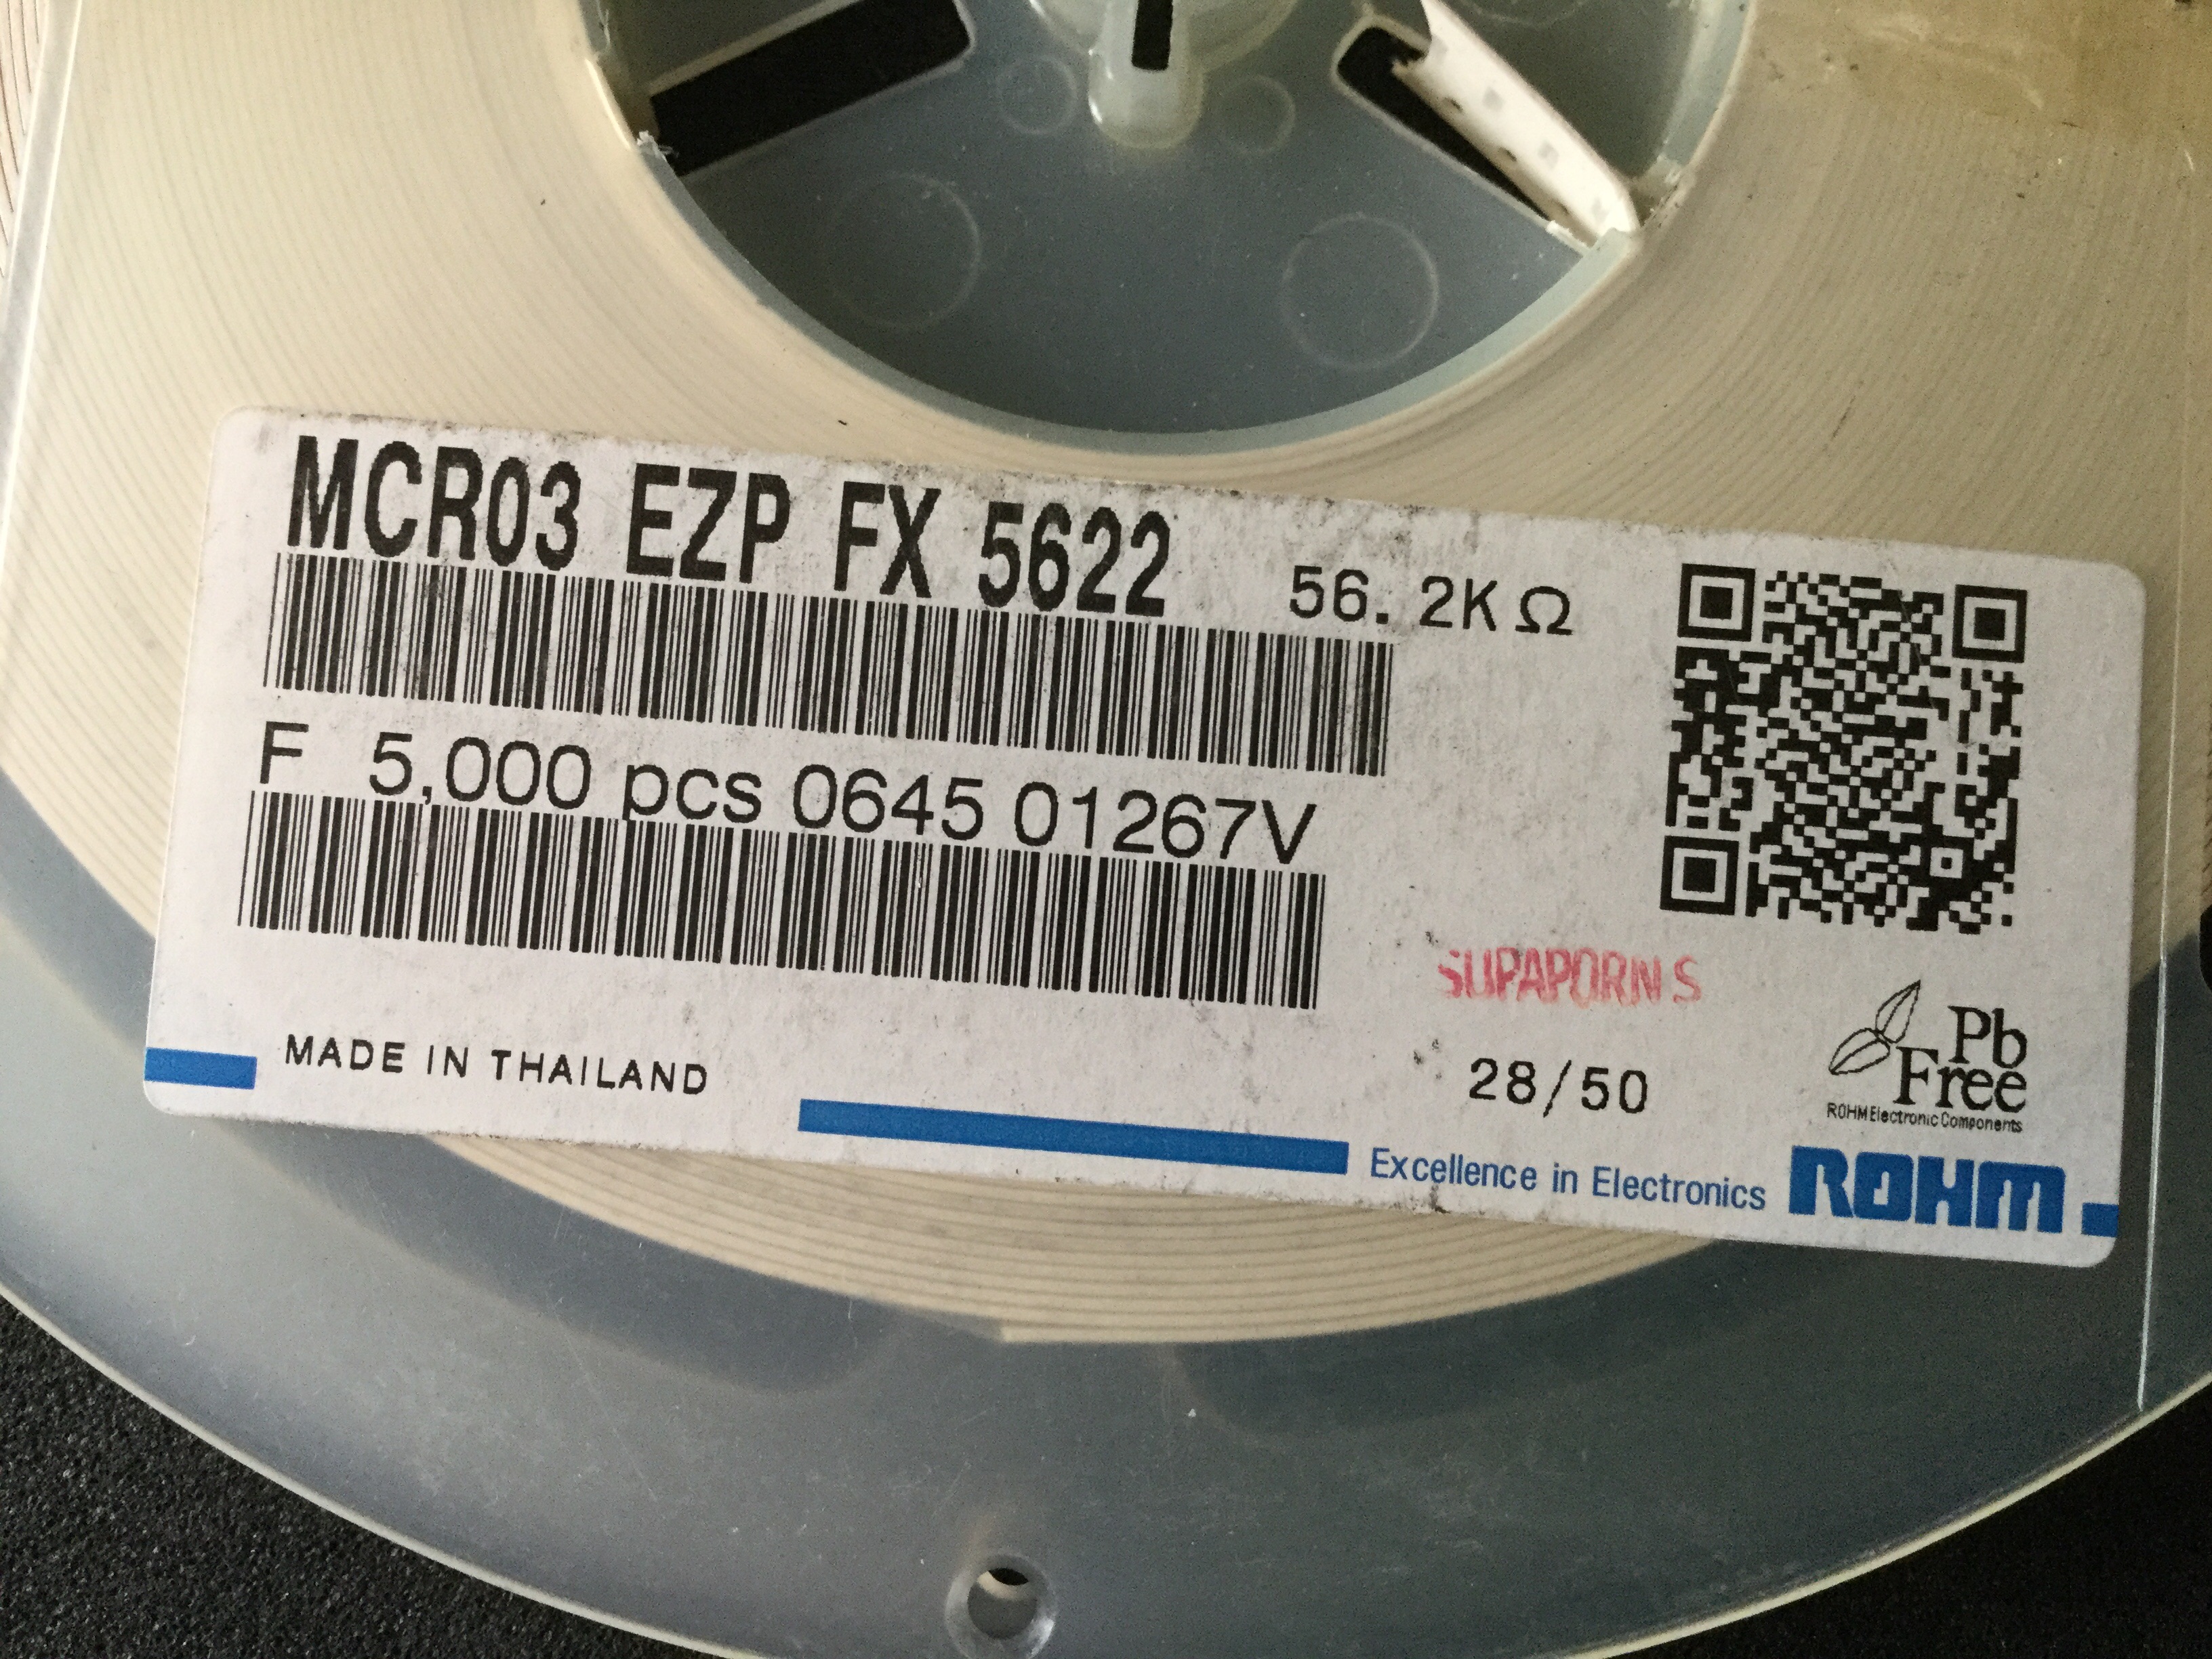 MCR03 EZP FX 5622
56.2KΩ
F 5,000 pcs 0645 01267V
SUPAPORN S
MADE IN THAILAND
28/50
Pb
Free
ROHM Electronic Components
Excellence in Electronics
ROHM